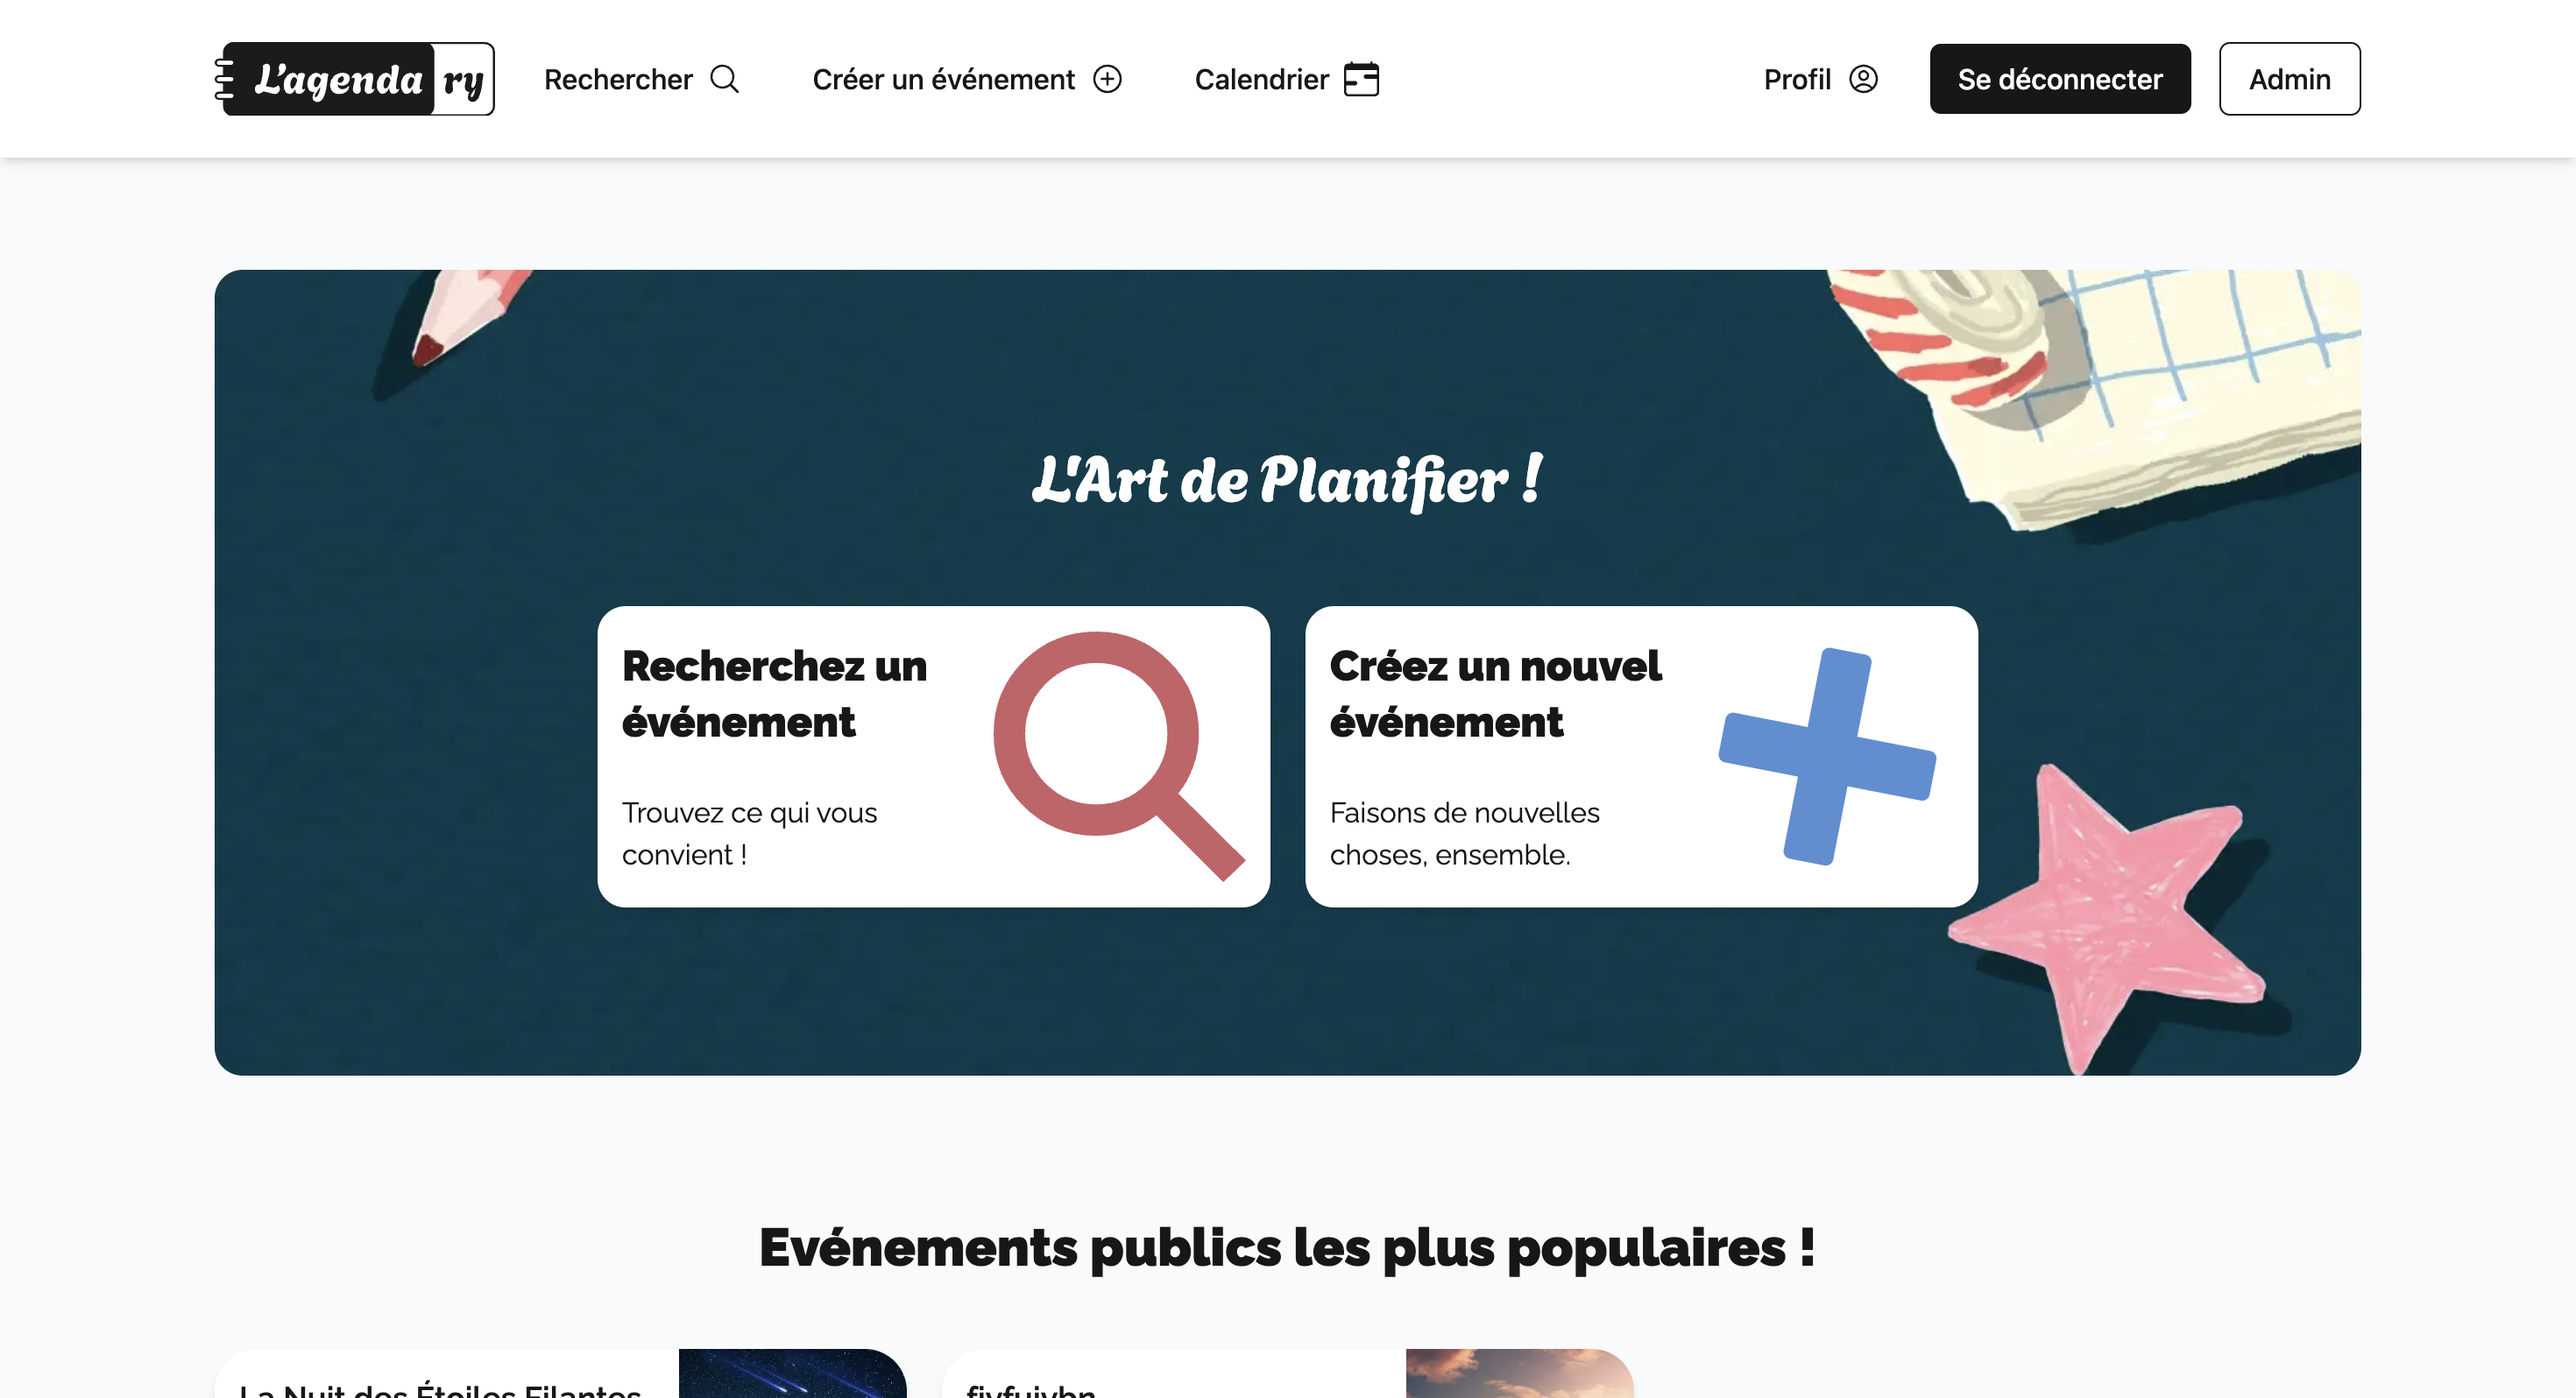 L'agenda ry
Rechercher
Créer un événement
Calendrier
Profil
Se déconnecter
Admin
L'Art de Planifier !
Recherchez un
événement
Trouvez ce qui vous
convient !
Créez un nouvel
événement
Faisons de nouvelles
choses, ensemble.
Evénements publics les plus populaires !
La Nuit des Étoiles Filantes